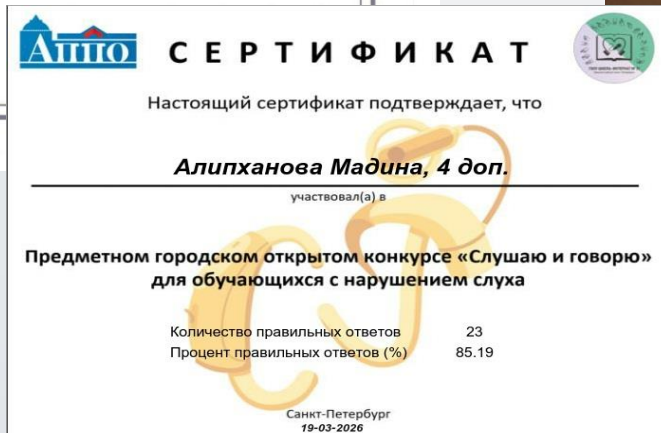 АППО
СЕРТИФИКАТ
Настоящий сертификат подтверждает, что
Алипханова Мадина, 4 доп.
участвовал(а) в
Предметном городском открытом конкурсе «Слушаю и говорю»
для обучающихся с нарушением слуха
Количество правильных ответов 23
Процент правильных ответов (%) 85.19
Санкт-Петербург
19-03-2026